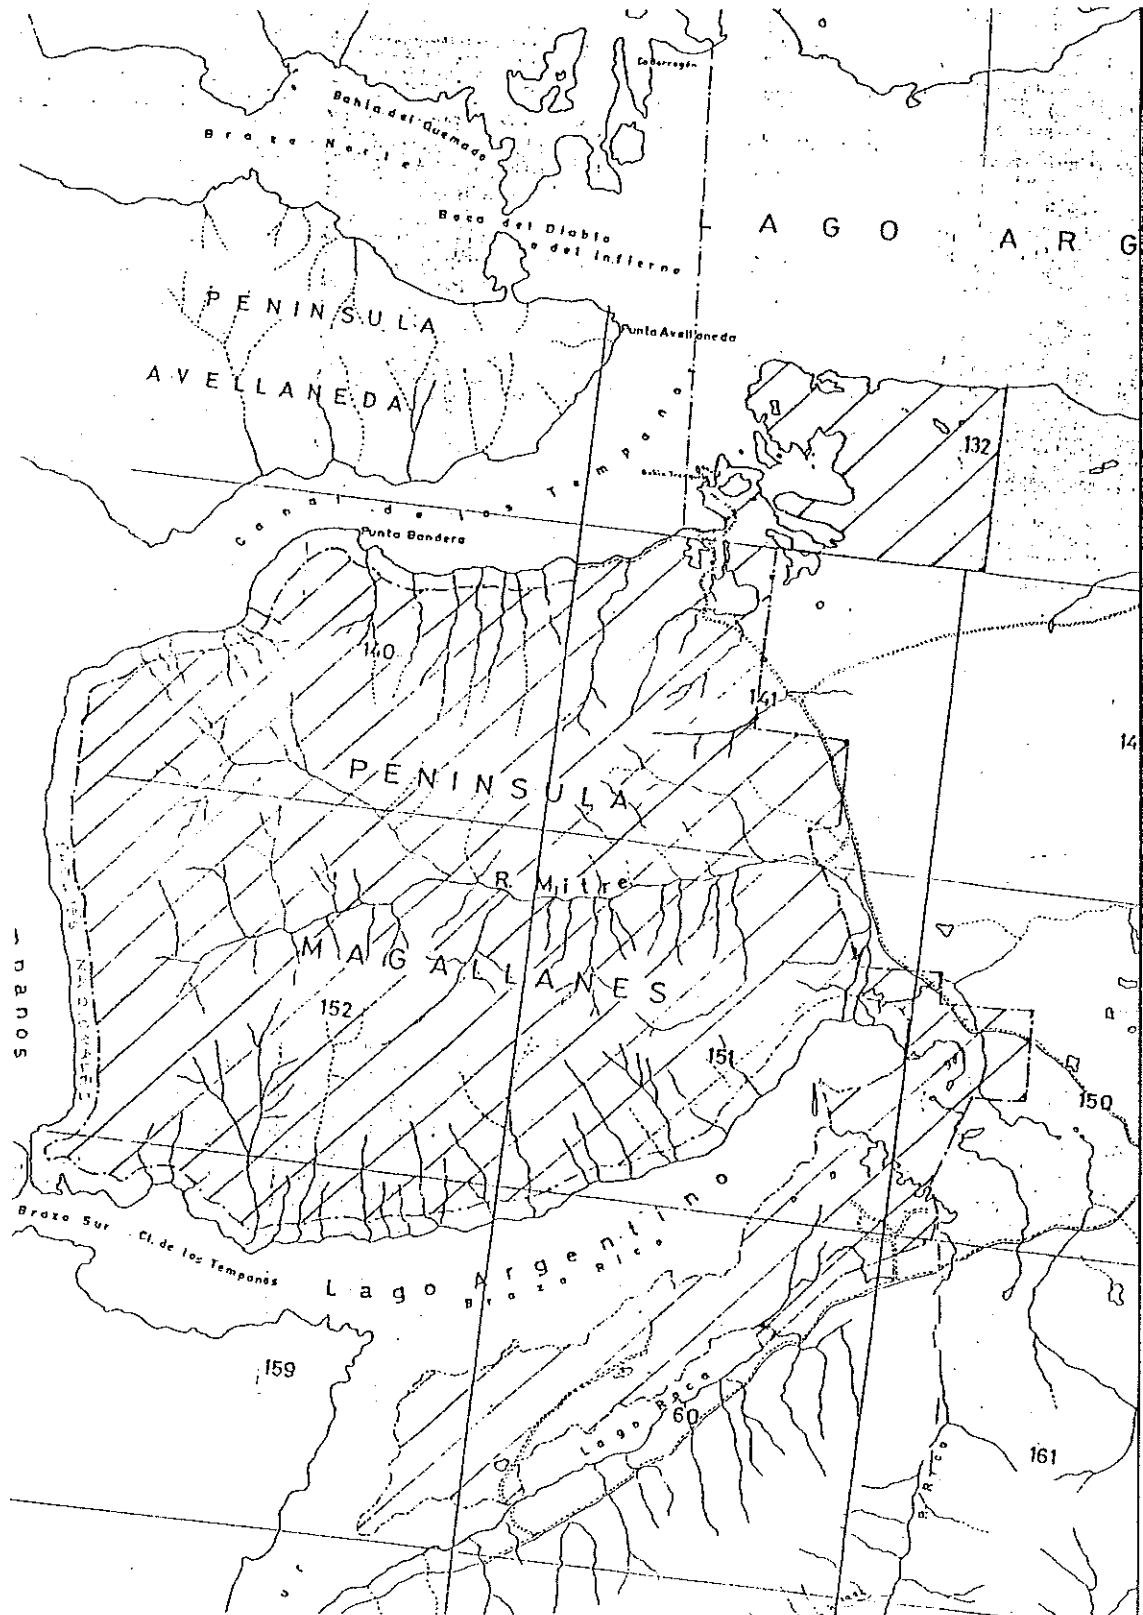 Bahía del Quemado
Brazo Norte
Boca del Diablo
o del Infierno
LAGO ARG
PENINSULA
AVELLANEDA
Punta Avellaneda
132
Canal de los Tempanos
Punta Bandera
140
141
14
PENINSULA
R. Mitre
MAGALLANES
152
151
150
Brazo Sur
Cl. de los Tempanos
Lago Argentino
Brazo Rico
159
Lago Roca
60
161
R. Rico